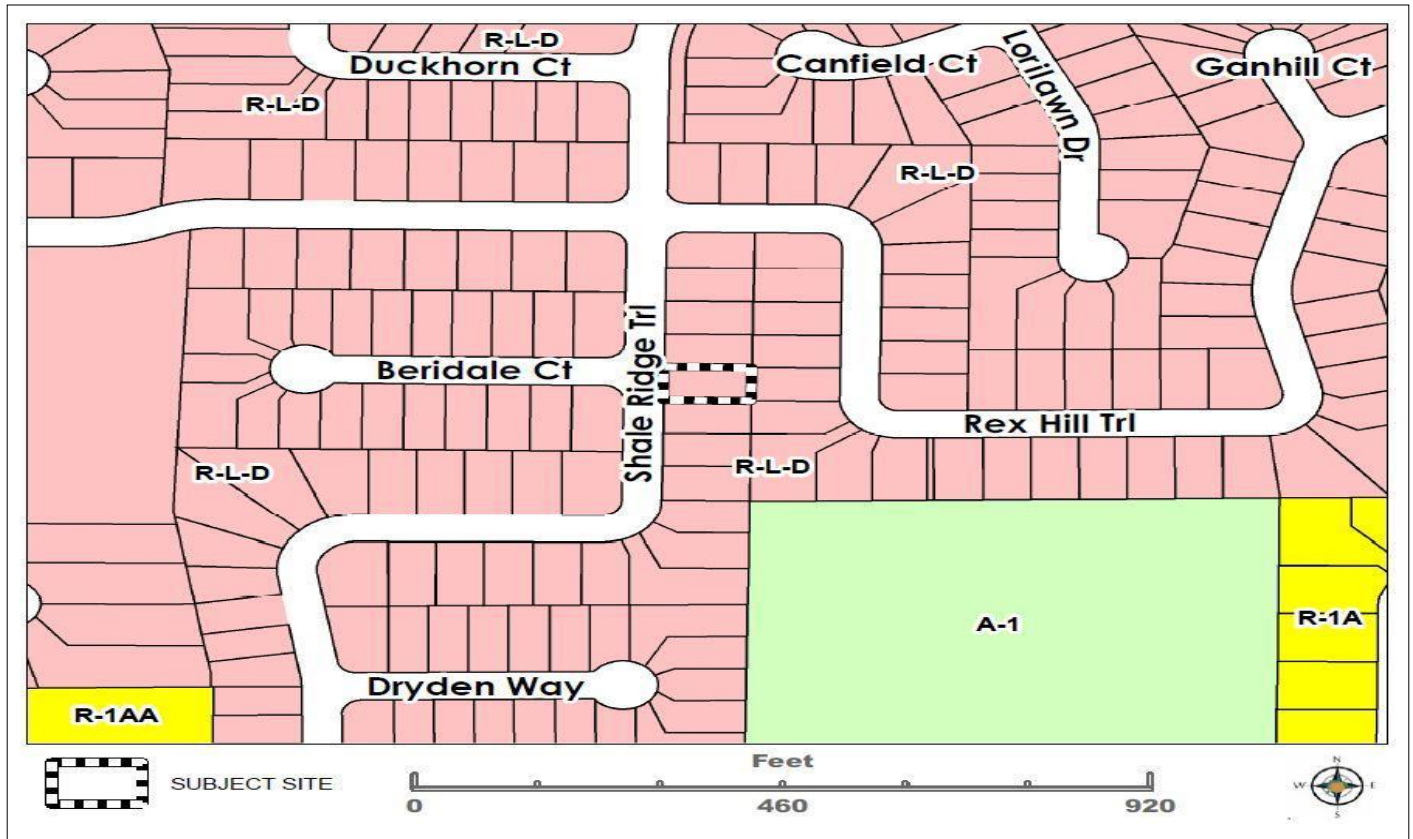 R-L-D
Duckhorn Ct
Canfield Ct
Lorilawn Dr
Ganhill Ct
R-L-D
R-L-D
Shale Ridge Trl
Beridale Ct
Rex Hill Trl
R-L-D
R-L-D
A-1
R-1A
Dryden Way
R-1AA
SUBJECT SITE
Feet
0 460 920
N
W E
S